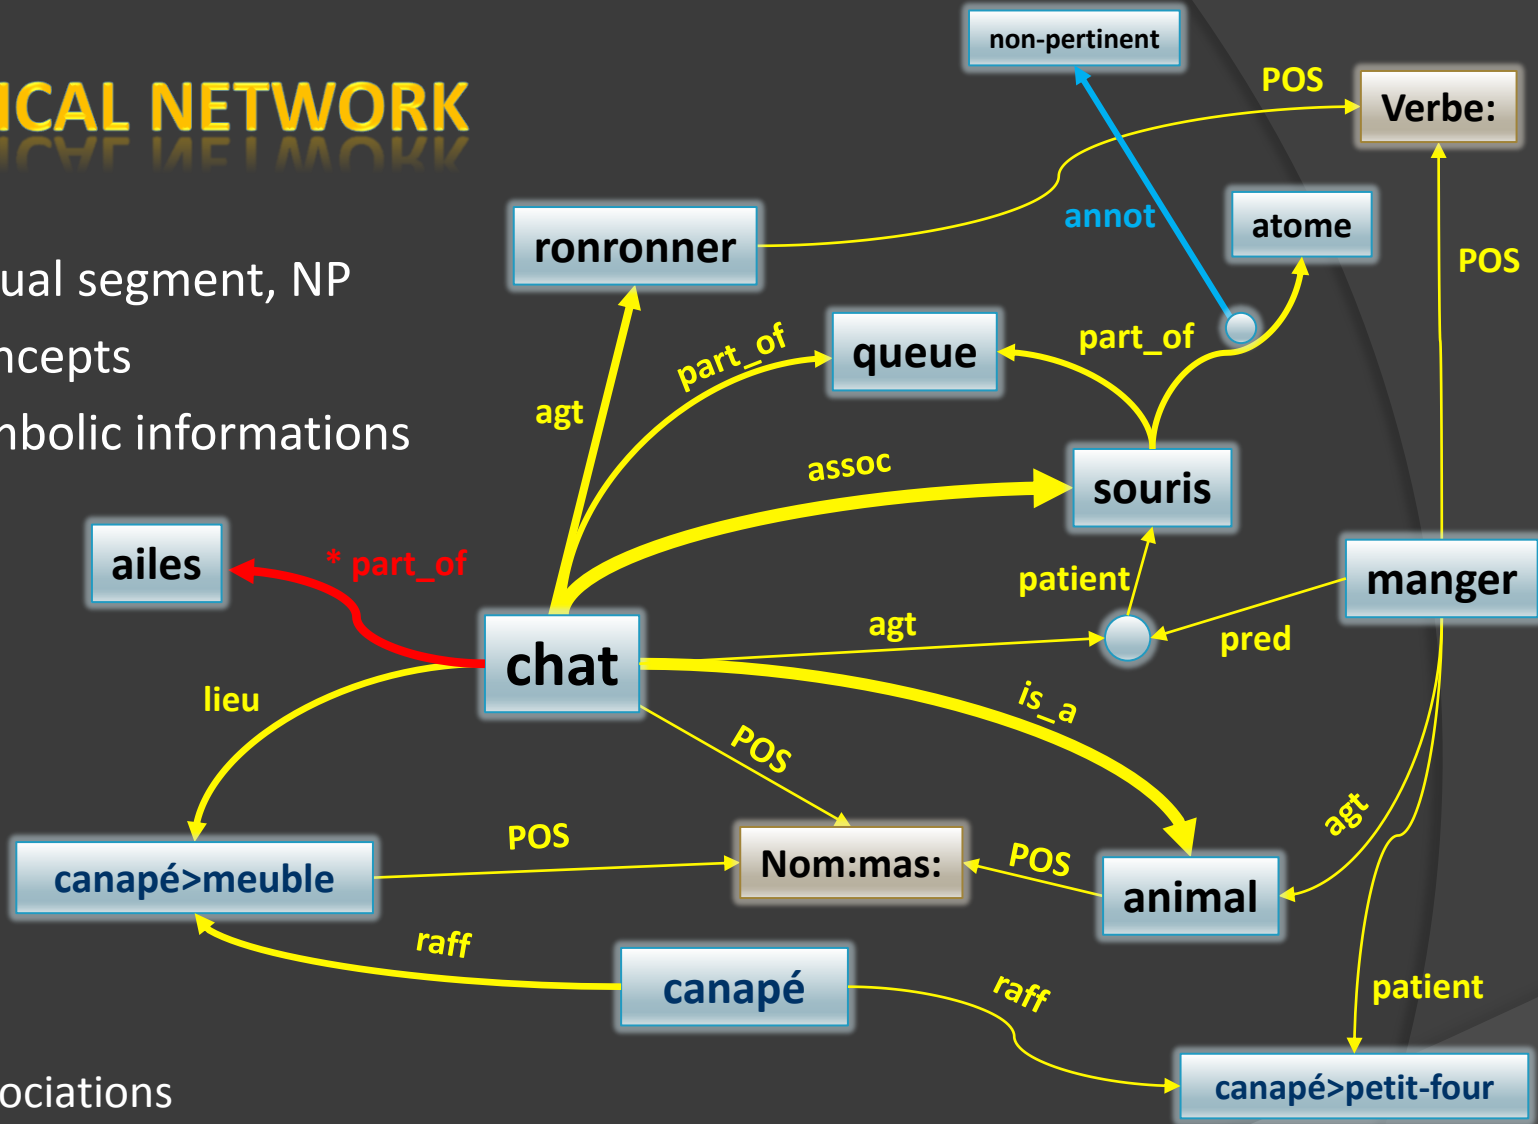 non-pertinent
POS
Verbe:
ICAL NETWORK
annot
atome
ronronner
POS
ual segment, NP
part_of
queue
part_of
ncepts
agt
mbolic informations
assoc
souris
ailes
* part_of
patient
manger
agt
pred
chat
lieu
is_a
POS
agt
POS
Nom:mas:
POS
canapé>meuble
animal
raff
canapé
raff
patient
ociations
canapé>petit-four